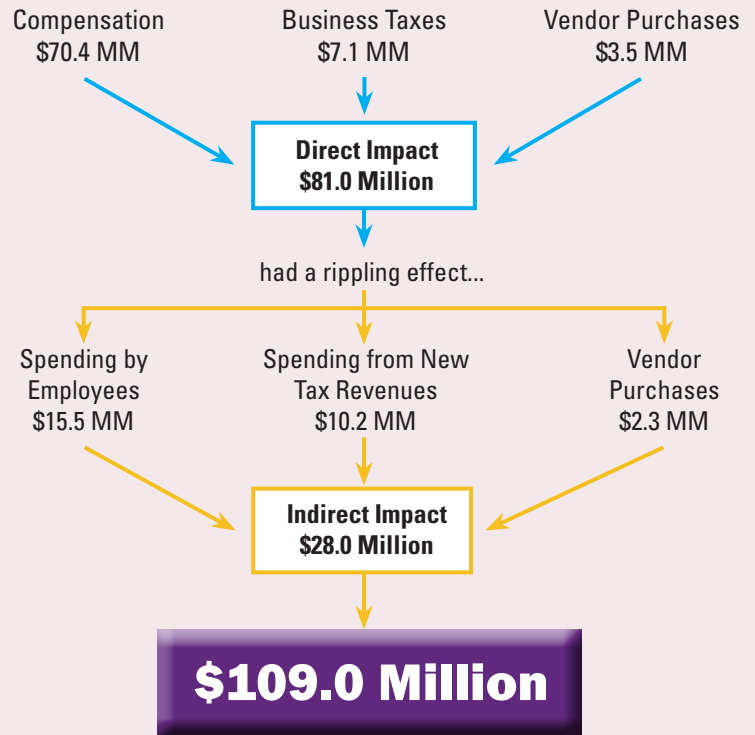 Compensation
$70.4 MM
Business Taxes
$7.1 MM
Vendor Purchases
$3.5 MM
Direct Impact
$81.0 Million
had a rippling effect...
Spending by
Employees
$15.5 MM
Spending from New
Tax Revenues
$10.2 MM
Vendor
Purchases
$2.3 MM
Indirect Impact
$28.0 Million
$109.0 Million